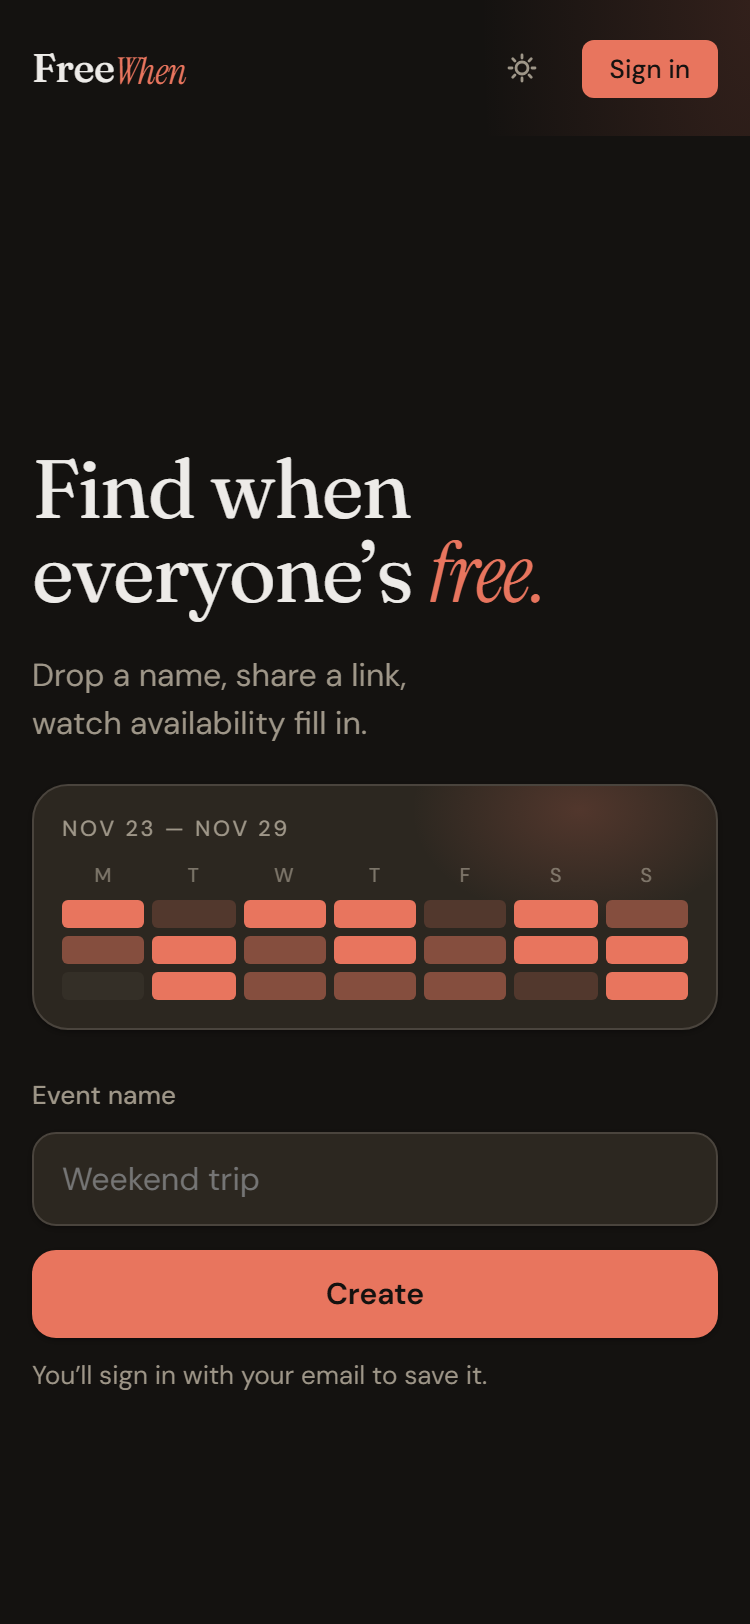 FreeWhen
Sign in
Find when
everyone’s free.
Drop a name, share a link,
watch availability fill in.
NOV 23 — NOV 29
M T W T F S S
Event name
Weekend trip
Create
You’ll sign in with your email to save it.